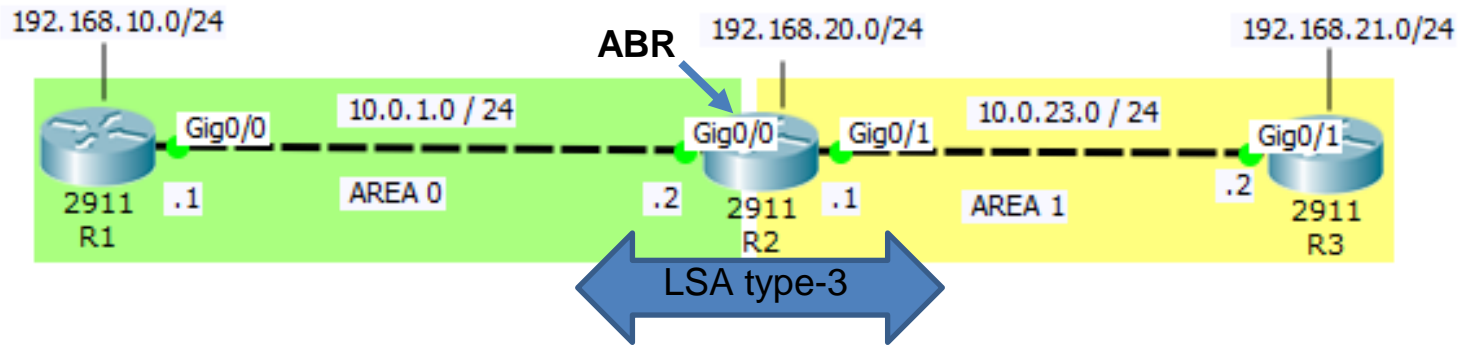 192.168.10.0/24
ABR
192.168.20.0/24
192.168.21.0/24
10.0.1.0 / 24
10.0.23.0 / 24
Gig0/0
Gig0/0
Gig0/1
Gig0/1
.1
AREA 0
.2
.1
AREA 1
.2
2911
R1
2911
R2
2911
R3
LSA type-3